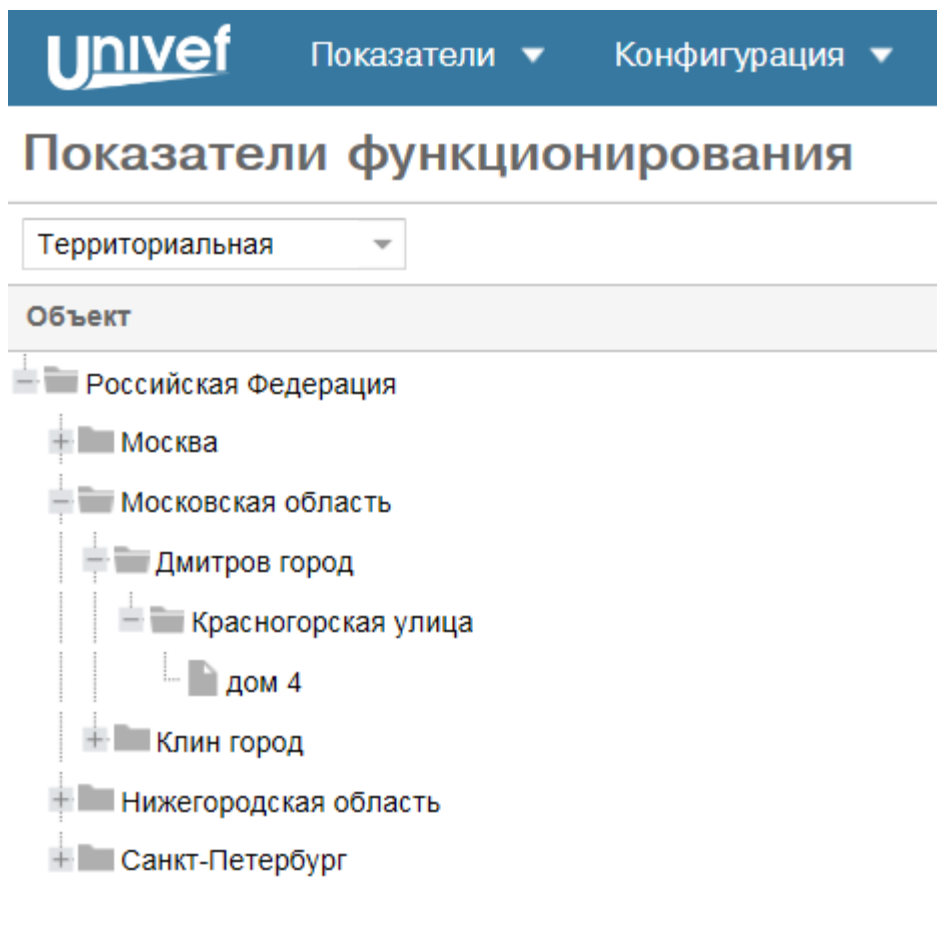 Univef Показатели Конфигурация
Показатели функционирования
Территориальная
Объект
Российская Федерация
Москва
Московская область
Дмитров город
Красногорская улица
дом 4
Клин город
Нижегородская область
Санкт-Петербург